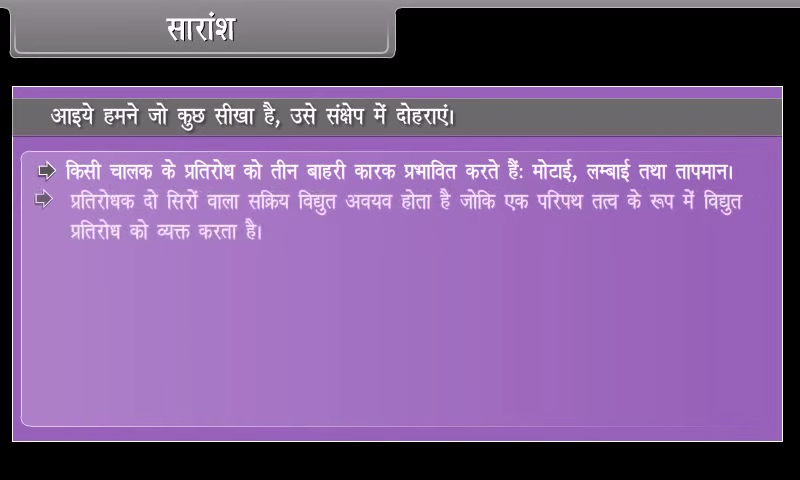 सारांश
आइये हमने जो कुछ सीखा है, उसे संक्षेप में दोहराएं।
किसी चालक के प्रतिरोध को तीन बाहरी कारक प्रभावित करते हैं: मोटाई, लम्बाई तथा तापमान।
प्रतिरोधक दो सिरों वाला सक्रिय विद्युत अवयव होता है जोकि एक परिपथ तत्व के रूप में विद्युत
प्रतिरोध को व्यक्त करता है।